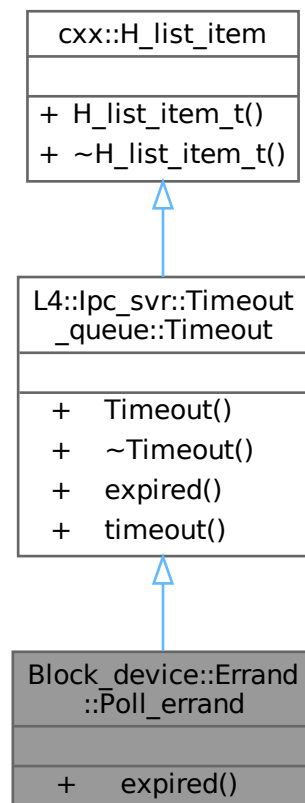 cxx::H_list_item
+ H_list_item_t()
+ ~H_list_item_t()
L4::Ipc_svr::Timeout
_queue::Timeout
+ Timeout()
+ ~Timeout()
+ expired()
+ timeout()
Block_device::Errand
::Poll_errand
+ expired()